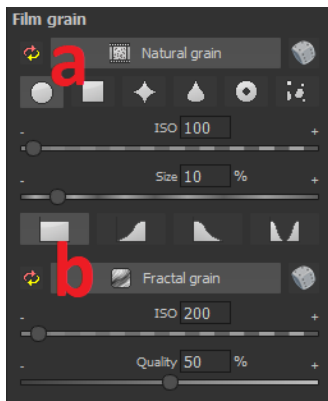 Film grain
a
Natural grain
- ISO 100 +
- Size 10 % +
b
Fractal grain
- ISO 200 +
- Quality 50 % +